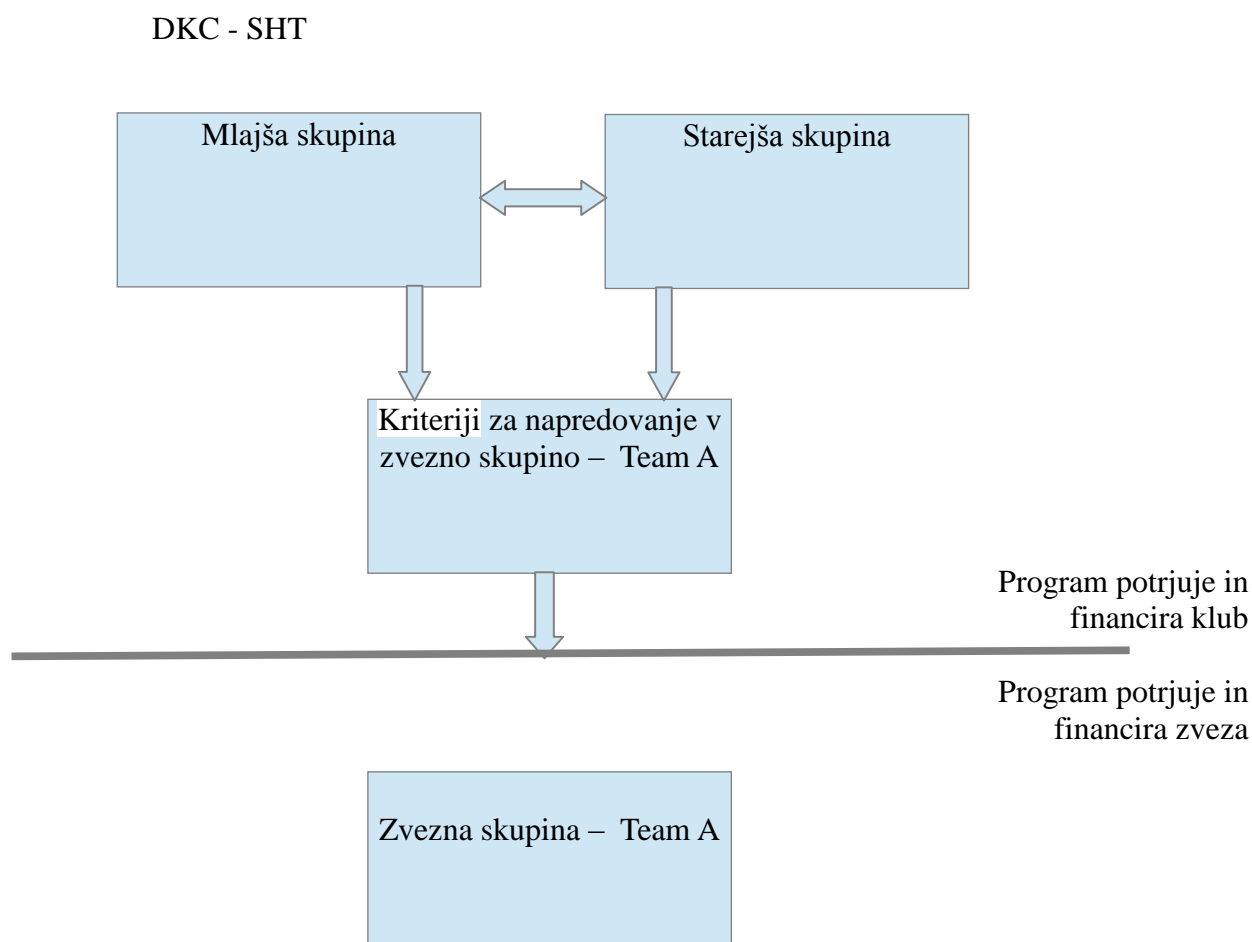 DKC - SHT
Mlajša skupina
Starejša skupina
Kriteriji za napredovanje v
zvezno skupino – Team A
Program potrjuje in
financira klub
Program potrjuje in
financira zveza
Zvezna skupina – Team A